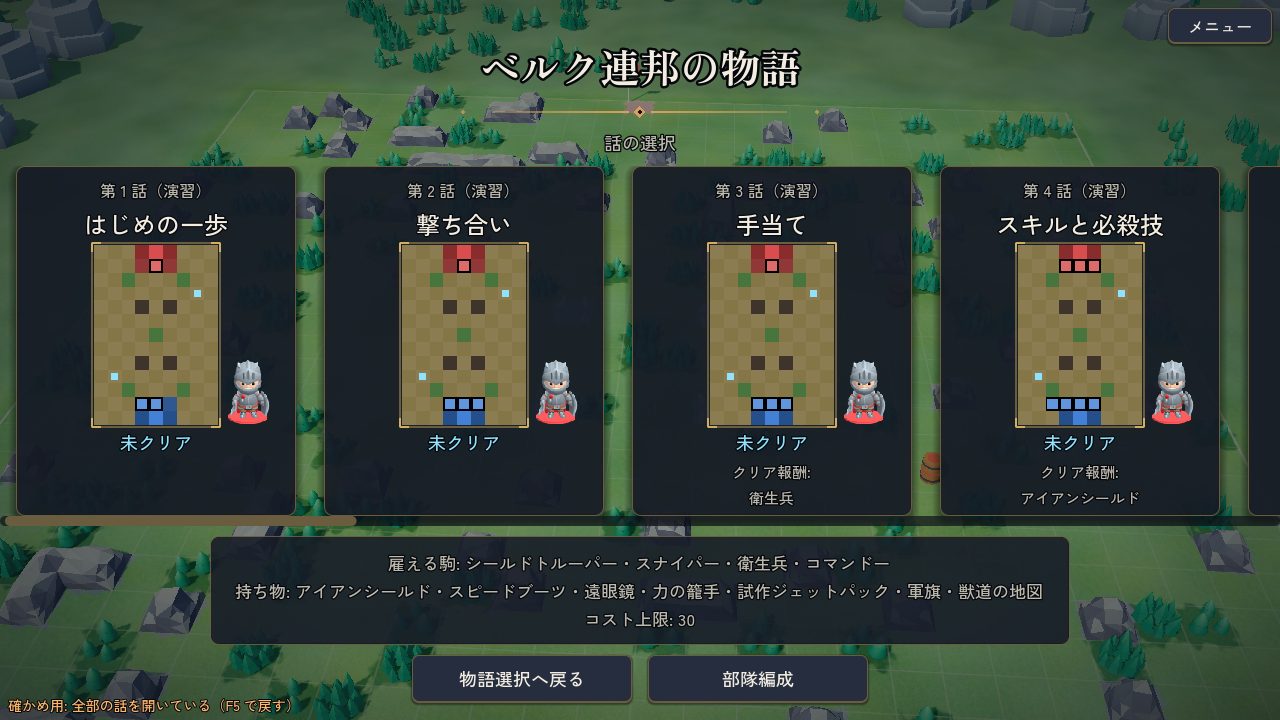 メニュー
ベルク連邦の物語
話の選択
第1話（演習）
はじめの一歩
未クリア
第2話（演習）
撃ち合い
未クリア
第3話（演習）
手当て
未クリア
クリア報酬:
衛生兵
第4話（演習）
スキルと必殺技
未クリア
クリア報酬:
アイアンシールド
雇える駒: シールドトルーパー・スナイパー・衛生兵・コマンドー
持ち物: アイアンシールド・スピードブーツ・遠眼鏡・力の籠手・試作ジェットパック・軍旗・獣道の地図
コスト上限: 30
物語選択へ戻る
部隊編成
確かめ用: 全部の話を開いている（F5 で戻す）